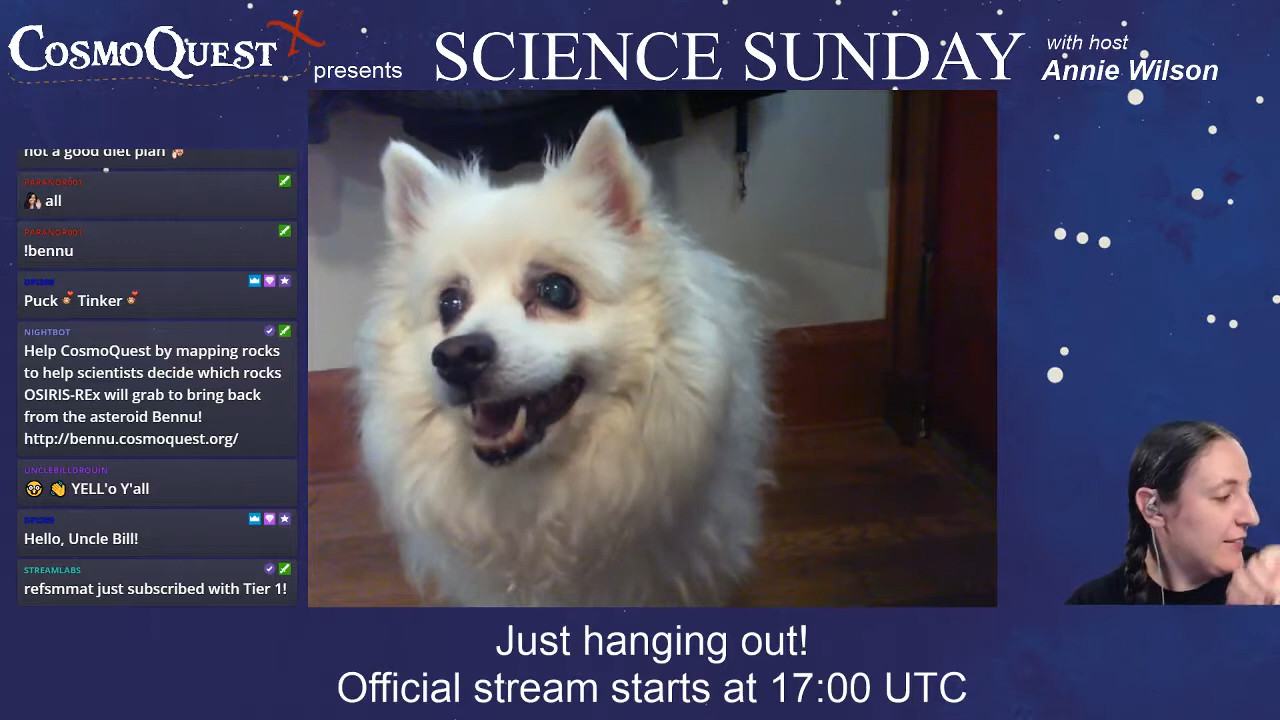 CosmoQuest X
presents
SCIENCE SUNDAY
with host
Annie Wilson
not a good diet plan
PARANOR001
all
PARANOR001
!bennu
Puck Tinker
NIGHTBOT
Help CosmoQuest by mapping rocks
to help scientists decide which rocks
OSIRIS-REx will grab to bring back
from the asteroid Bennu!
http://bennu.cosmoquest.org/
UNCLEBILLDROUIN
YELL'o Y'all
Hello, Uncle Bill!
STREAMLABS
refsmmat just subscribed with Tier 1!
Just hanging out!
Official stream starts at 17:00 UTC